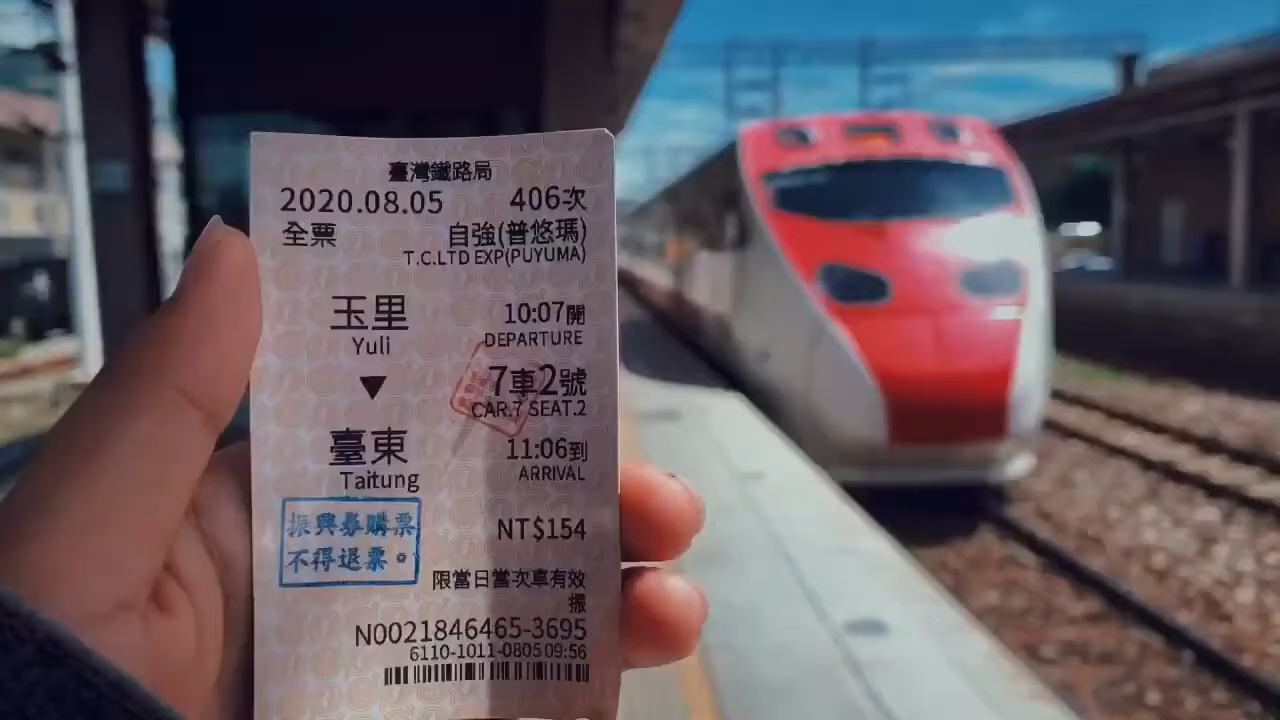 臺灣鐵路局
2020.08.05 406次
全票 自強(普悠瑪)
T.C.LTD EXP(PUYUMA)
玉里 10:07開
Yuli DEPARTURE
▼ 7車2號
CAR.7 SEAT.2
臺東 11:06到
Taitung ARRIVAL
振興券購票
不得退票。
NT$154
限當日當次車有效
振
N0021846465-3695
6110-1011-0805 09:56